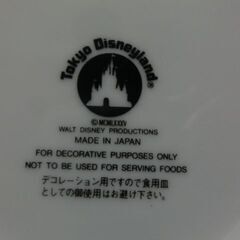 Tokyo Disneyland®
©MCMLXXXIV
WALT DISNEY PRODUCTIONS
MADE IN JAPAN
FOR DECORATIVE PURPOSES ONLY
NOT TO BE USED FOR SERVING FOODS
デコレーション用ですので食用皿
としての御使用はお避け下さい。